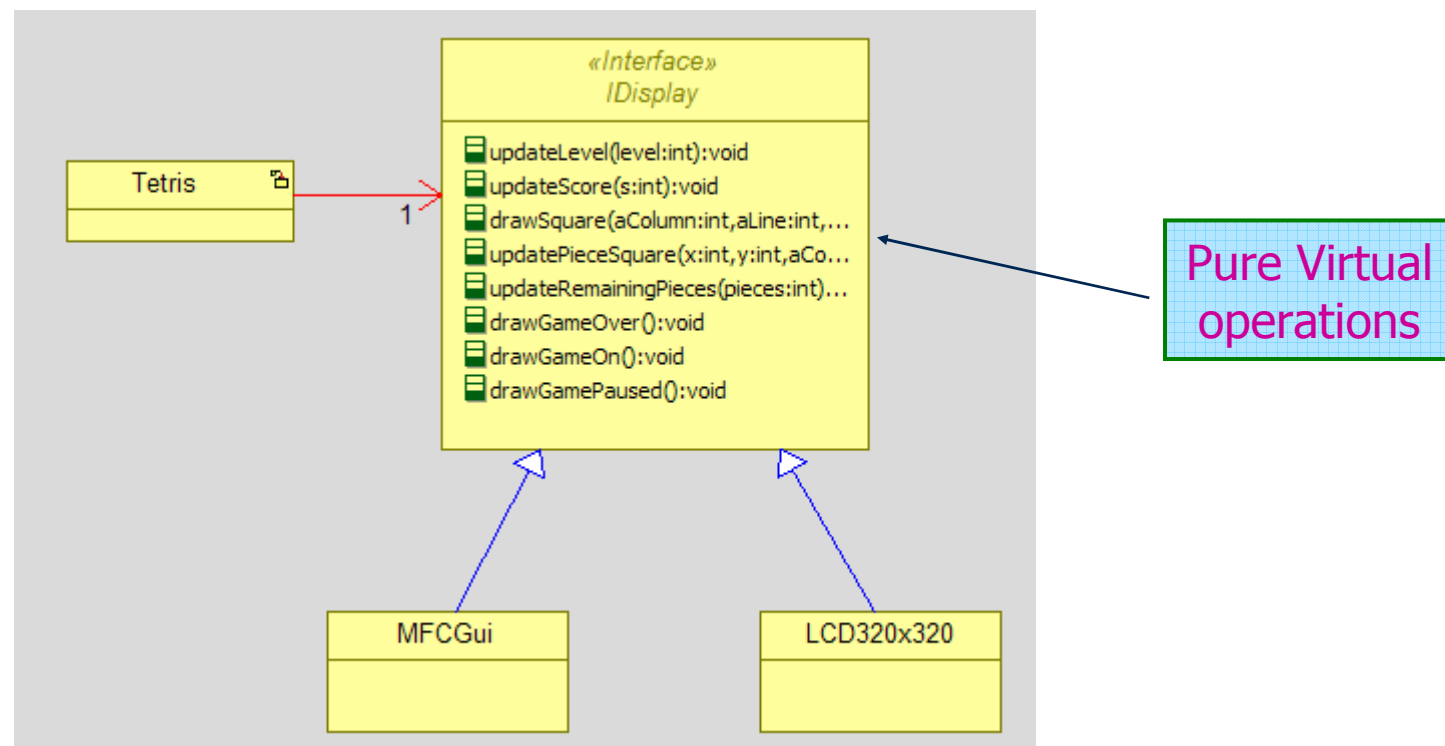 «Interface»
IDisplay
updateLevel(level:int):void
updateScore(s:int):void
drawSquare(aColumn:int,aLine:int,...
updatePieceSquare(x:int,y:int,aCo...
updateRemainingPieces(pieces:int)...
drawGameOver():void
drawGameOn():void
drawGamePaused():void
Tetris
1
Pure Virtual
operations
MFCGui
LCD320x320